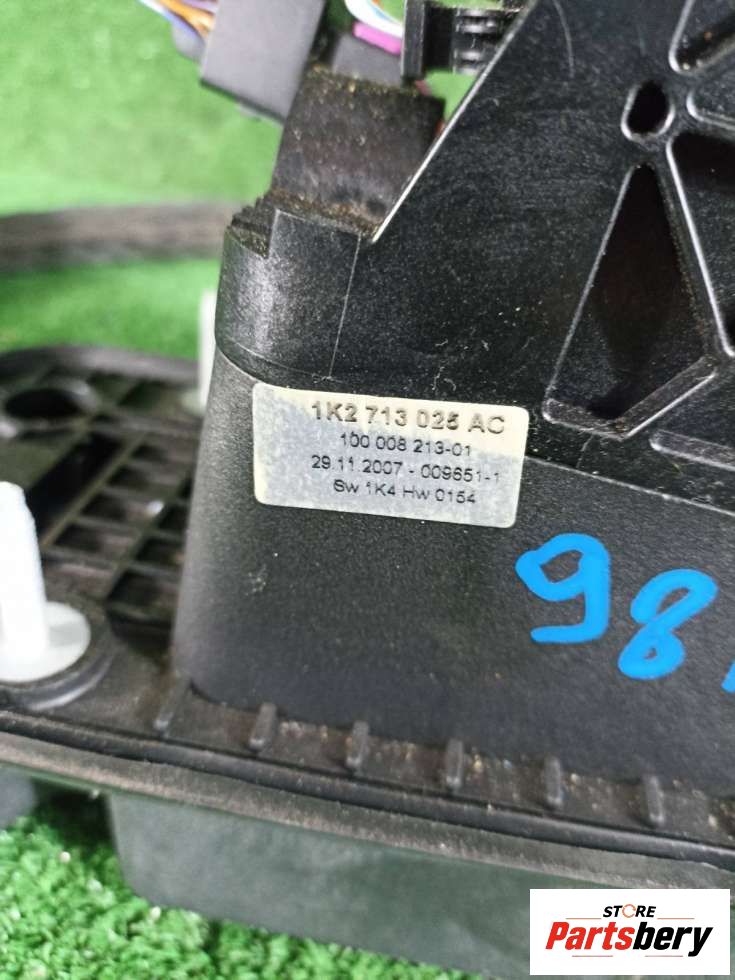 1K2 713 025 AC
100 008 213-01
29.11.2007 - 009651-1
Sw 1K4 Hw 0154
98
STORE
Partsbery